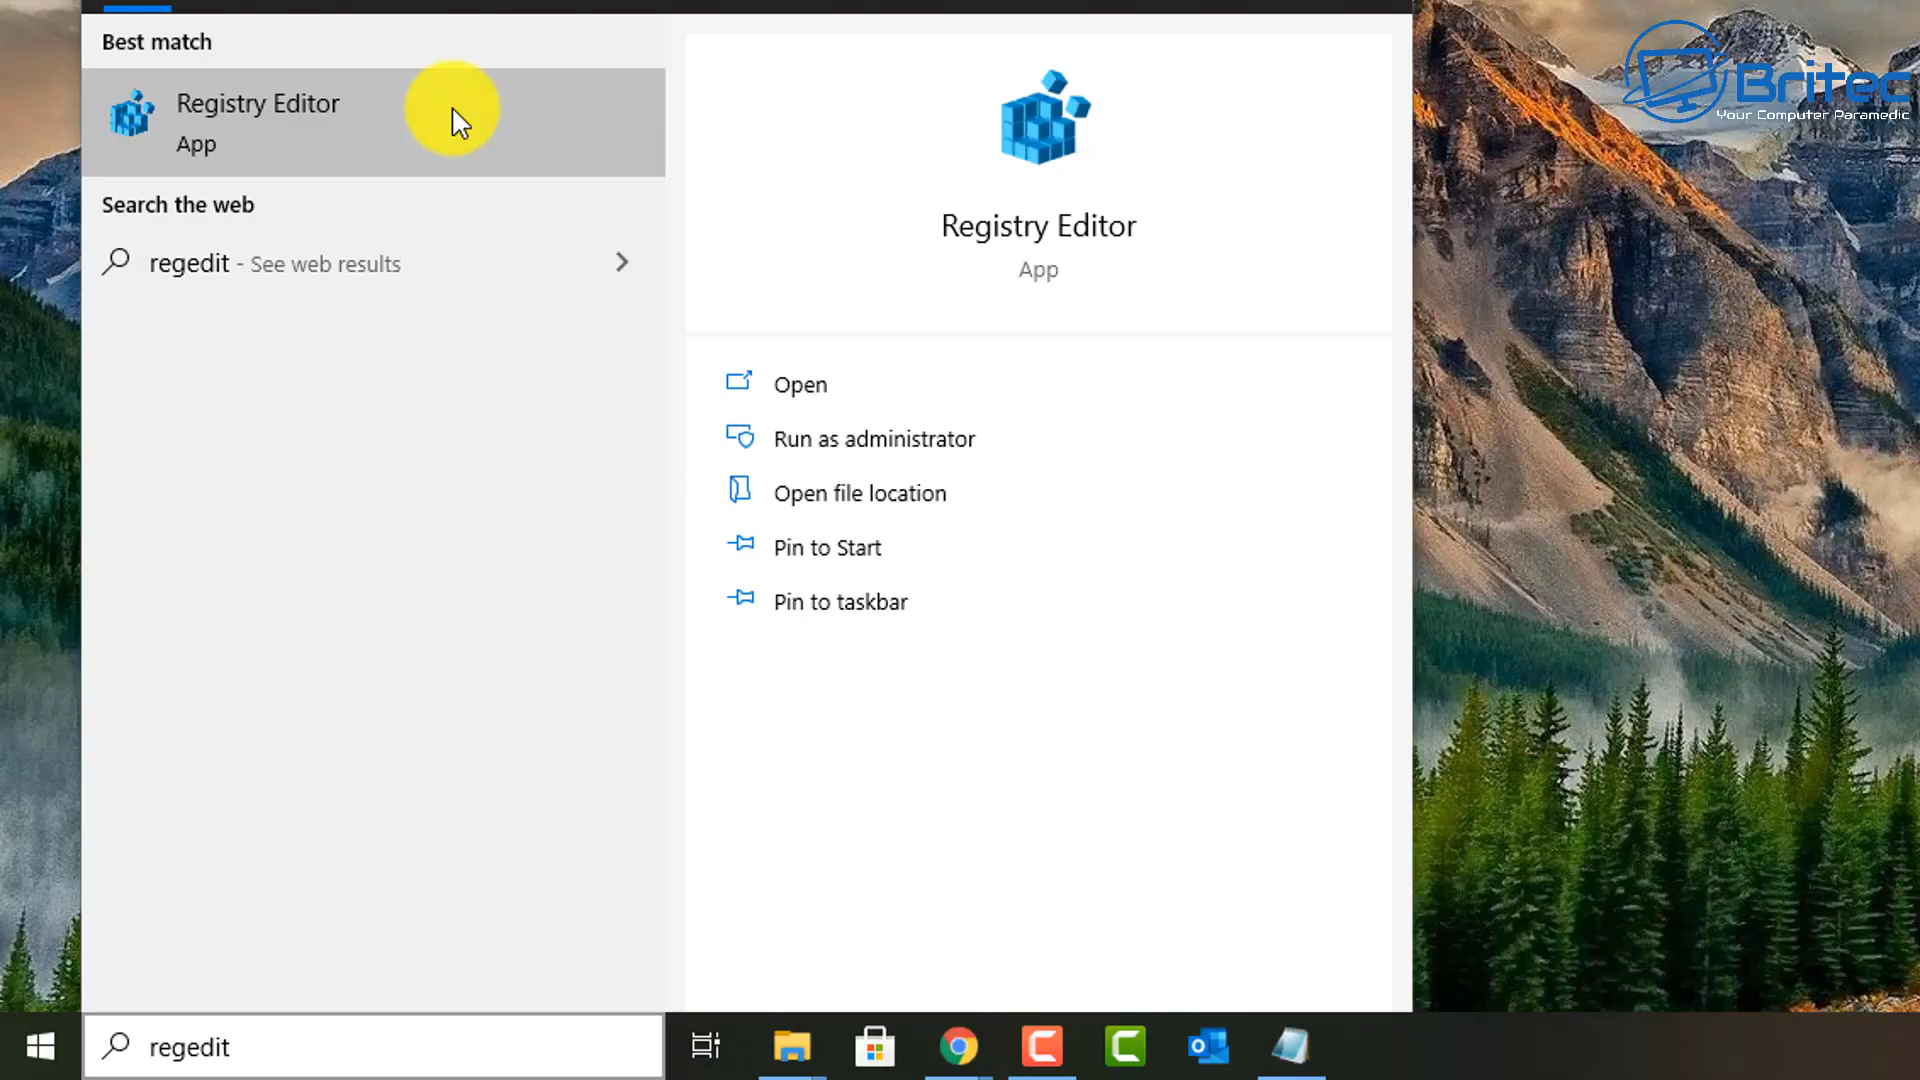 Best match
Registry Editor
App
Search the web
regedit - See web results
Registry Editor
App
Open
Run as administrator
Open file location
Pin to Start
Pin to taskbar
Britec
Your Computer Paramedic
regedit